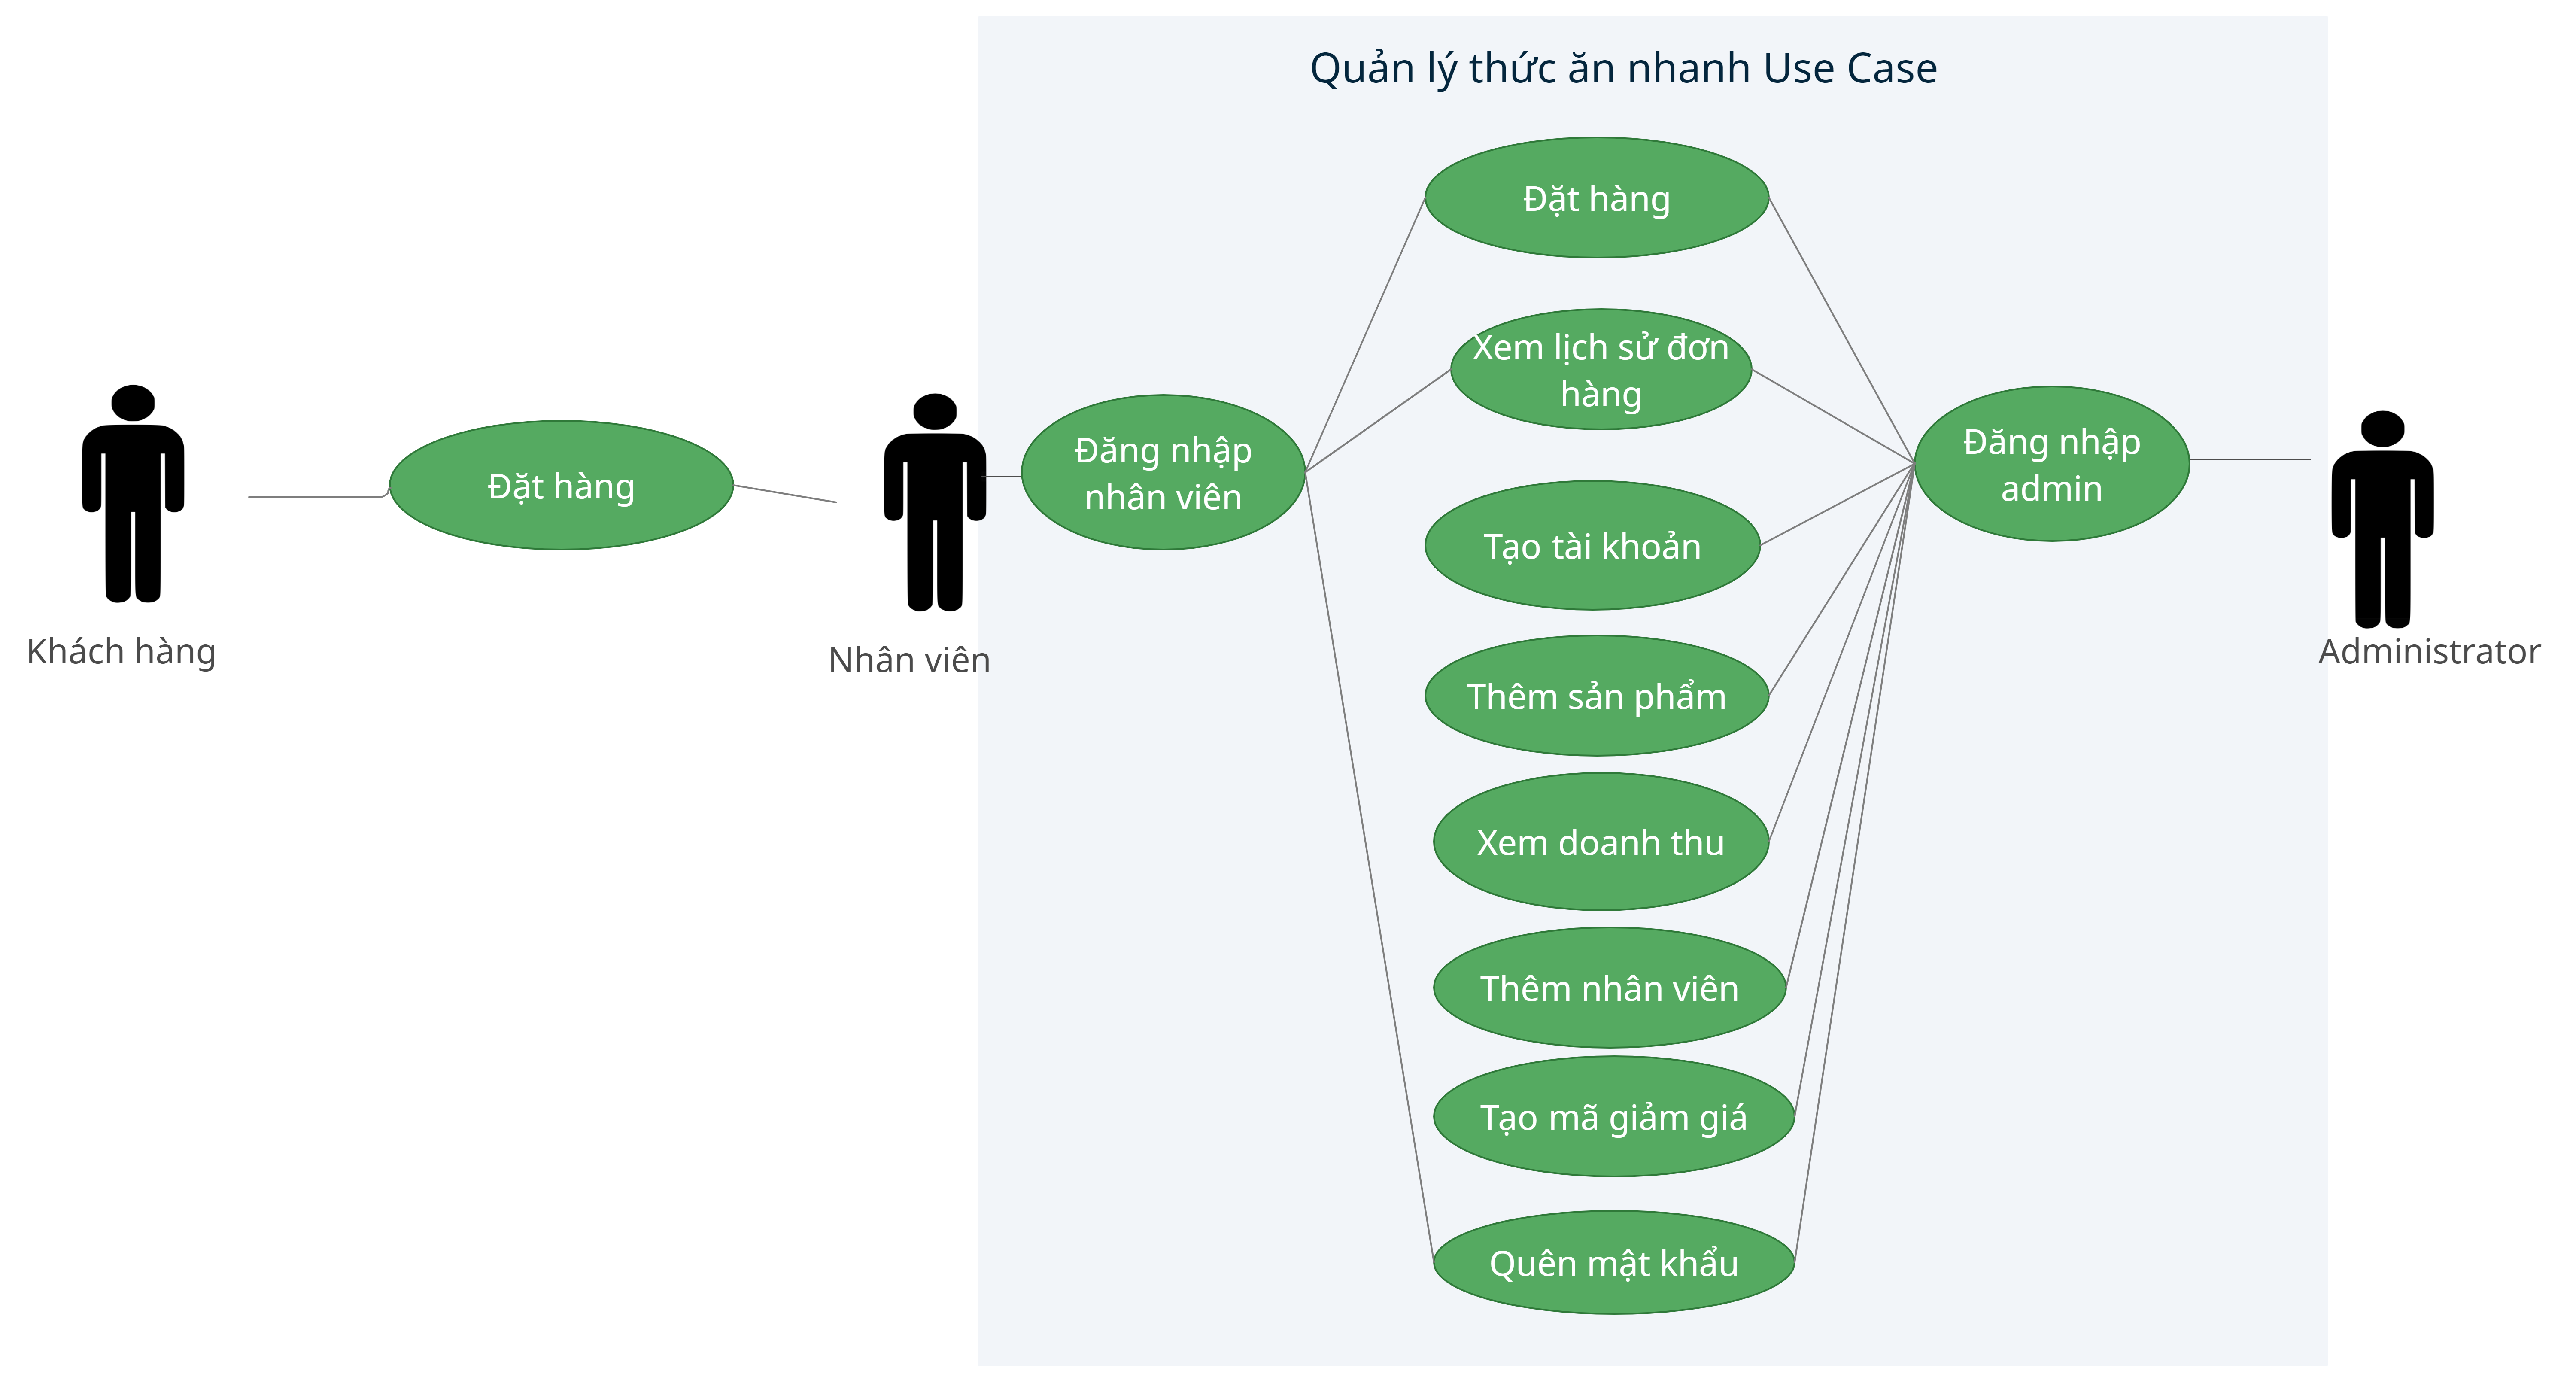 Quản lý thức ăn nhanh Use Case
Đặt hàng
Xem lịch sử đơn
hàng
Đăng nhập
nhân viên
Đăng nhập
admin
Đặt hàng
Tạo tài khoản
Khách hàng
Nhân viên
Administrator
Thêm sản phẩm
Xem doanh thu
Thêm nhân viên
Tạo mã giảm giá
Quên mật khẩu